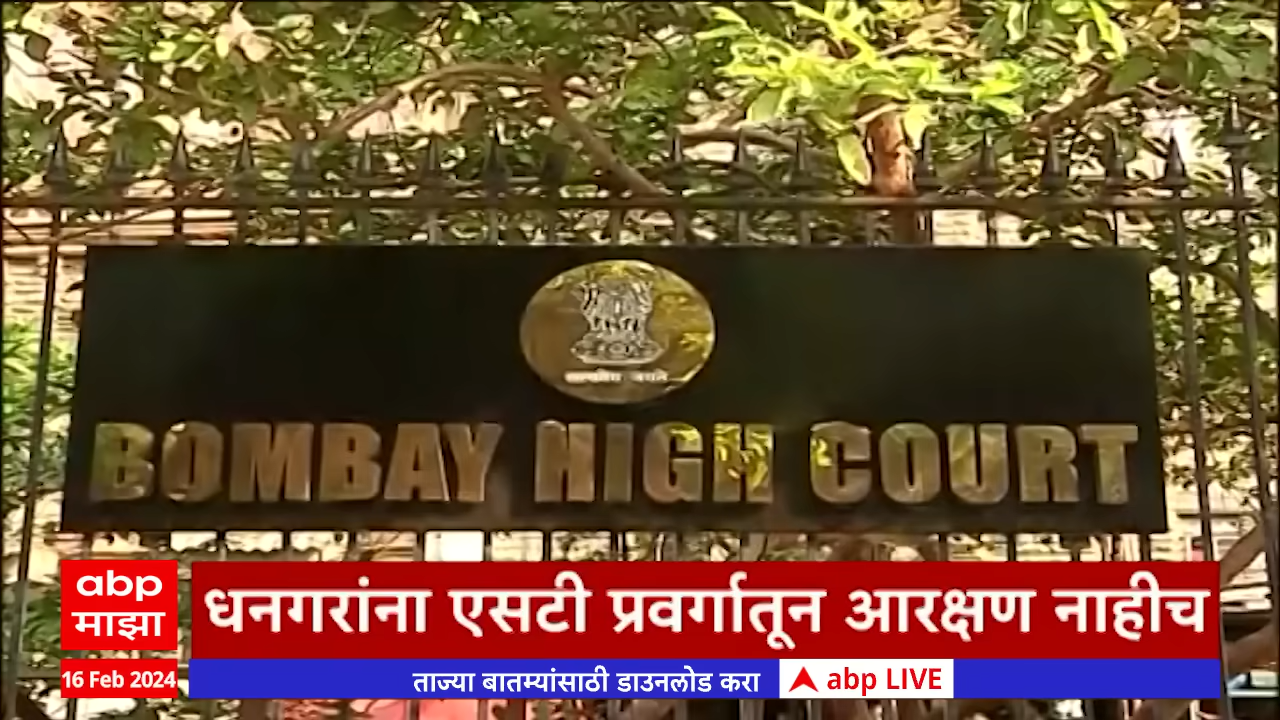 BOMBAY HIGH COURT
abp
माझा
धनगरांना एसटी प्रवर्गातून आरक्षण नाहीच
16 Feb 2024
ताज्या बातम्यांसाठी डाउनलोड करा
abp LIVE